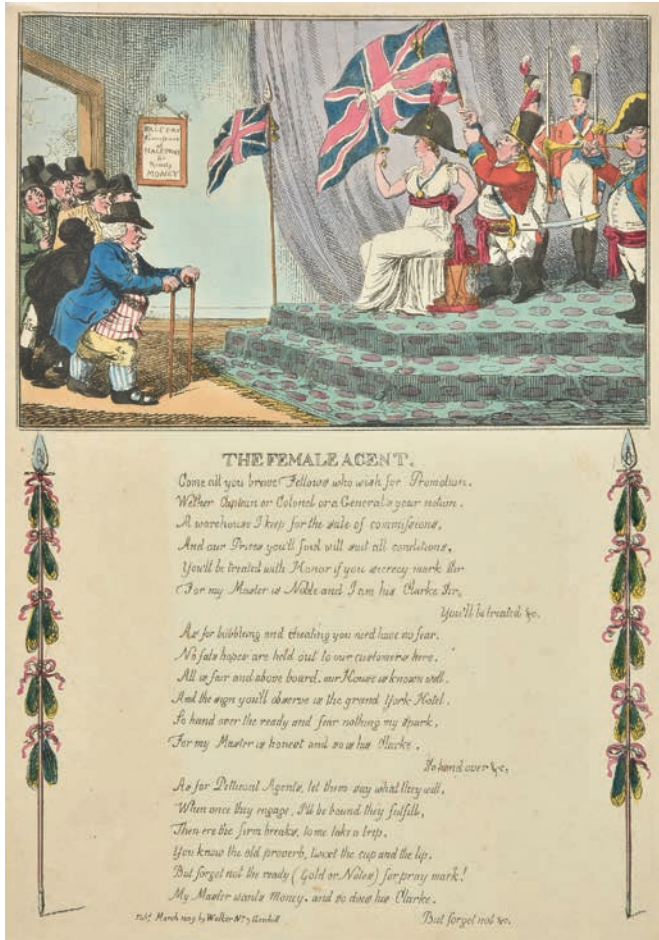 HALF PAY
Commissions
at
HALF PRICE
for
Ready
MONEY
THE FEMALE AGENT.
Come all you brave Fellows who wish for Promotion.
Wether Captain or Colonel or a General's your notion.
A warehouse I keep for the sale of commissions,
And our Prices you'll find will suit all conditions,
You'll be treated with Honor if you secrecy mark Sir
For my Master is Noble and I am his Clarke Sir,
You'll be treated &c.
As for bubbleing and cheating you need have no fear.
No fals hopes are held out to our customers here.
All is fair and above board. our House is known well.
And the sign you'll observe is the grand York Hotel.
So hand over the ready and fear nothing my spark,
For my Master is honest and so is his Clarke.
So hand over &c,
As for Petticoat Agents, let them say what they will.
When once they engage, I'll be bound they fulfill,
Then ere the firm breaks, to me take a trip.
You know the old proverb, twixt the cup and the lip.
But forget not the ready (Gold or Notes) for pray mark!
My Master wants Money. and so does his Clarke.
But forget not &c.
Pub.d March 1809 by Walker No 7 Cornhill